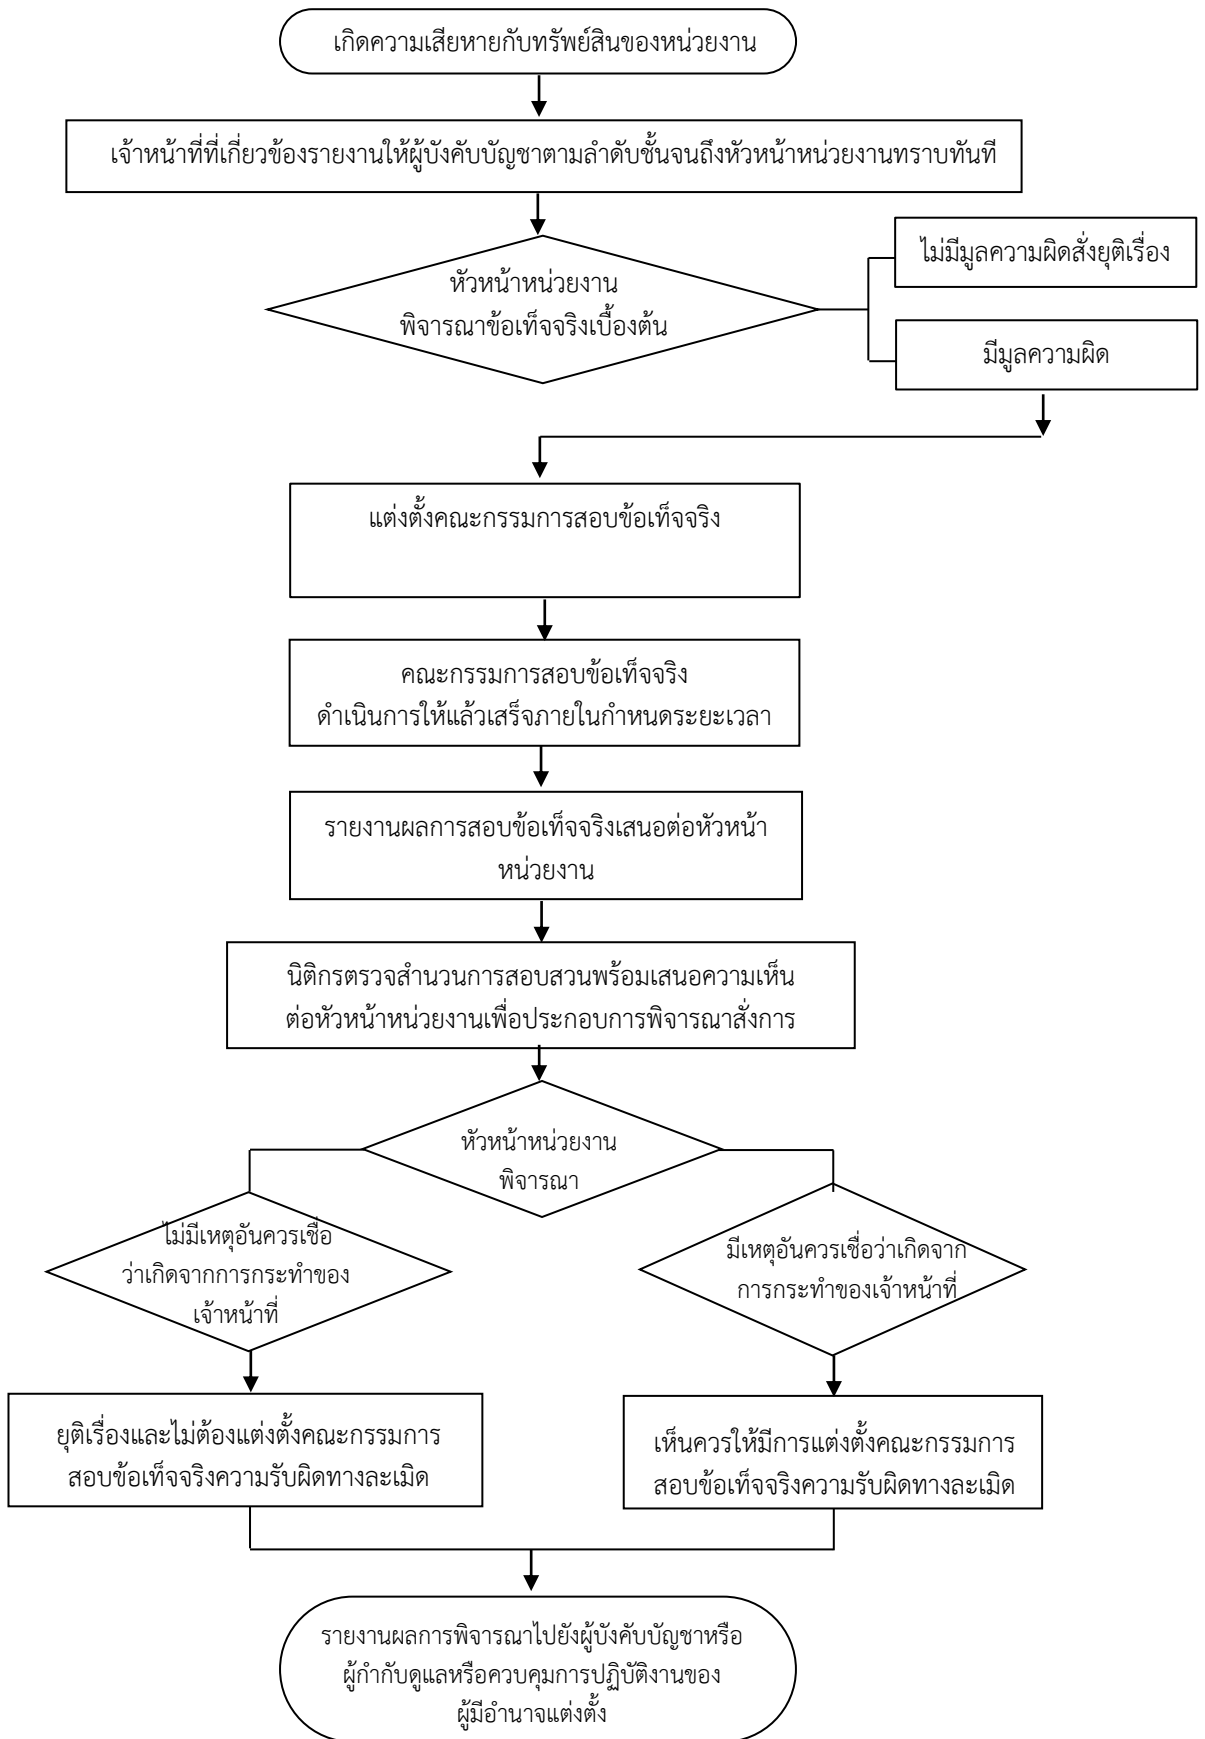 เกิดความเสียหายกับทรัพย์สินของหน่วยงาน
เจ้าหน้าที่ที่เกี่ยวข้องรายงานให้ผู้บังคับบัญชาตามลำดับชั้นจนถึงหัวหน้าหน่วยงานทราบทันที
หัวหน้าหน่วยงาน
พิจารณาข้อเท็จจริงเบื้องต้น
ไม่มีมูลความผิดสั่งยุติเรื่อง
มีมูลความผิด
แต่งตั้งคณะกรรมการสอบข้อเท็จจริง
คณะกรรมการสอบข้อเท็จจริง
ดำเนินการให้แล้วเสร็จภายในกำหนดระยะเวลา
รายงานผลการสอบข้อเท็จจริงเสนอต่อหัวหน้า
หน่วยงาน
นิติกรตรวจสำนวนการสอบสวนพร้อมเสนอความเห็น
ต่อหัวหน้าหน่วยงานเพื่อประกอบการพิจารณาสั่งการ
หัวหน้าหน่วยงาน
พิจารณา
ไม่มีเหตุอันควรเชื่อ
ว่าเกิดจากการกระทำของ
เจ้าหน้าที่
มีเหตุอันควรเชื่อว่าเกิดจาก
การกระทำของเจ้าหน้าที่
ยุติเรื่องและไม่ต้องแต่งตั้งคณะกรรมการ
สอบข้อเท็จจริงความรับผิดทางละเมิด
เห็นควรให้มีการแต่งตั้งคณะกรรมการ
สอบข้อเท็จจริงความรับผิดทางละเมิด
รายงานผลการพิจารณาไปยังผู้บังคับบัญชาหรือ
ผู้กำกับดูแลหรือควบคุมการปฏิบัติงานของ
ผู้มีอำนาจแต่งตั้ง